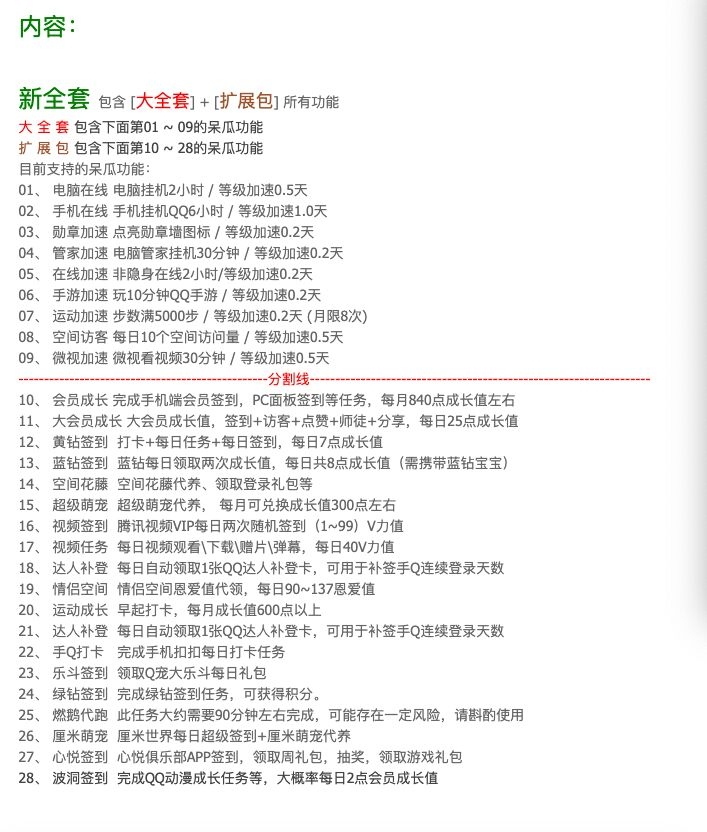 内容：
新全套 包含 [大全套] + [扩展包] 所有功能
大 全 套 包含下面第01 ~ 09的呆瓜功能
扩 展 包 包含下面第10 ~ 28的呆瓜功能
目前支持的呆瓜功能：
01、 电脑在线 电脑挂机2小时 / 等级加速0.5天
02、 手机在线 手机挂机QQ6小时 / 等级加速1.0天
03、 勋章加速 点亮勋章墙图标 / 等级加速0.2天
04、 管家加速 电脑管家挂机30分钟 / 等级加速0.2天
05、 在线加速 非隐身在线2小时/等级加速0.2天
06、 手游加速 玩10分钟QQ手游 / 等级加速0.2天
07、 运动加速 步数满5000步 / 等级加速0.2天 (月限8次)
08、 空间访客 每日10个空间访问量 / 等级加速0.5天
09、 微视加速 微视看视频30分钟 / 等级加速0.5天
--------------------------------------------------分割线--------------------------------------------------------------------
10、 会员成长 完成手机端会员签到，PC面板签到等任务，每月840点成长值左右
11、 大会员成长 大会员成长值，签到+访客+点赞+师徒+分享，每日25点成长值
12、 黄钻签到 打卡+每日任务+每日签到，每日7点成长值
13、 蓝钻签到 蓝钻每日领取两次成长值，每日共8点成长值（需携带蓝钻宝宝）
14、 空间花藤 空间花藤代养、领取登录礼包等
15、 超级萌宠 超级萌宠代养， 每月可兑换成长值300点左右
16、 视频签到 腾讯视频VIP每日两次随机签到（1~99）V力值
17、 视频任务 每日视频观看\下载\赠片\弹幕，每日40V力值
18、 达人补登 每日自动领取1张QQ达人补登卡，可用于补签手Q连续登录天数
19、 情侣空间 情侣空间恩爱值代领，每日90~137恩爱值
20、 运动成长 早起打卡，每月成长值600点以上
21、 达人补登 每日自动领取1张QQ达人补登卡，可用于补签手Q连续登录天数
22、 手Q打卡 完成手机扣扣每日打卡任务
23、 乐斗签到 领取Q宠大乐斗每日礼包
24、 绿钻签到 完成绿钻签到任务，可获得积分。
25、 燃鹅代跑 此任务大约需要90分钟左右完成，可能存在一定风险，请斟酌使用
26、 厘米萌宠 厘米世界每日超级签到+厘米萌宠代养
27、 心悦签到 心悦俱乐部APP签到，领取周礼包，抽奖，领取游戏礼包
28、 波洞签到 完成QQ动漫成长任务等，大概率每日2点会员成长值